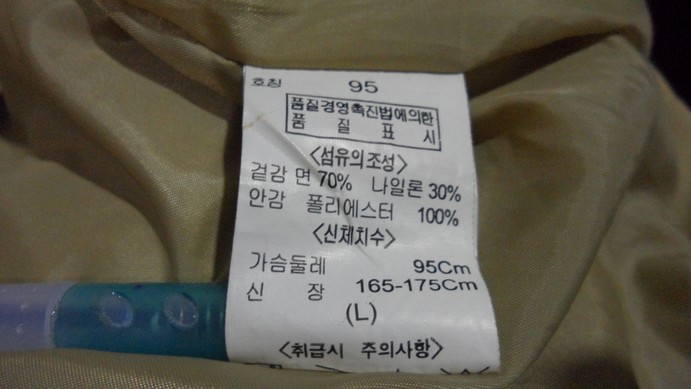 호칭 95
품질경영촉진법에의한
품 질 표 시
<섬유의조성>
겉감 면 70% 나일론 30%
안감 폴리에스터 100%
<신체치수>
가슴둘레 95Cm
신 장 165-175Cm
(L)
<취급시 주의사항>